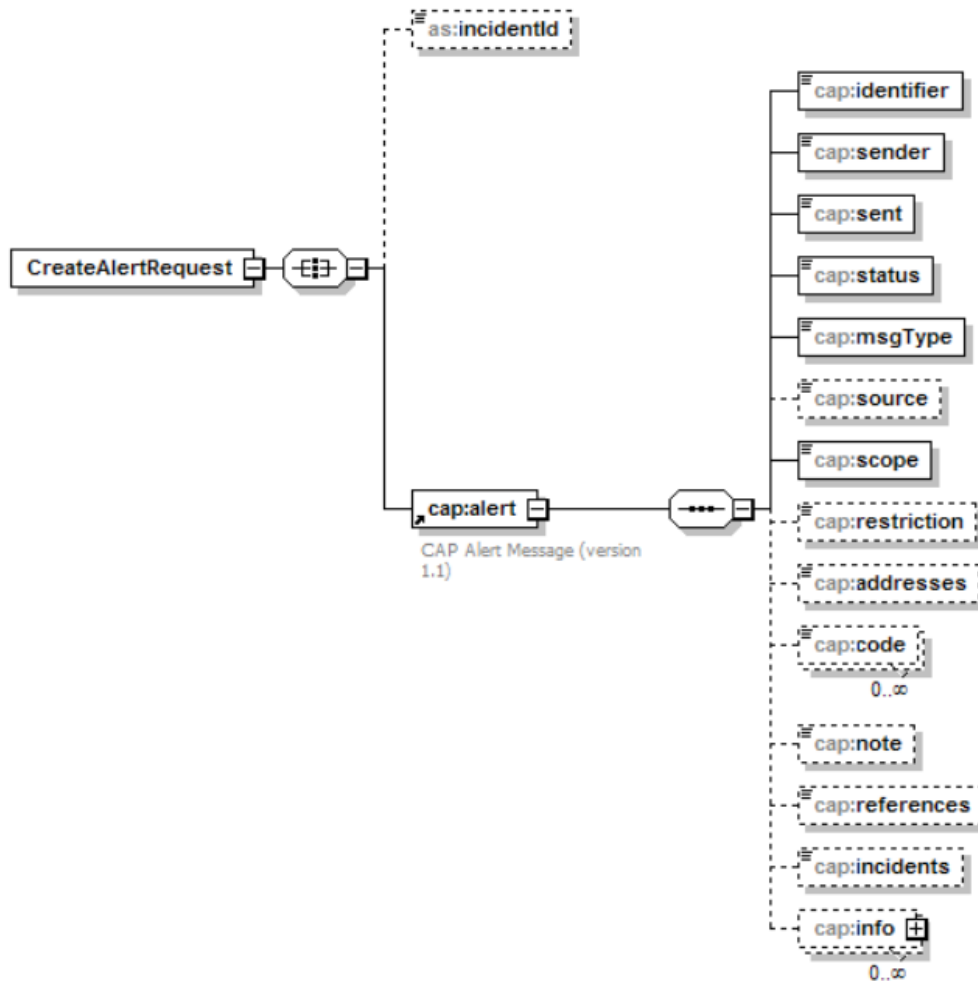 as:incidentId
cap:identifier
cap:sender
cap:sent
CreateAlertRequest
cap:status
cap:msgType
cap:source
cap:scope
cap:alert
CAP Alert Message (version
1.1)
cap:restriction
cap:addresses
cap:code
0..∞
cap:note
cap:references
cap:incidents
cap:info
0..∞